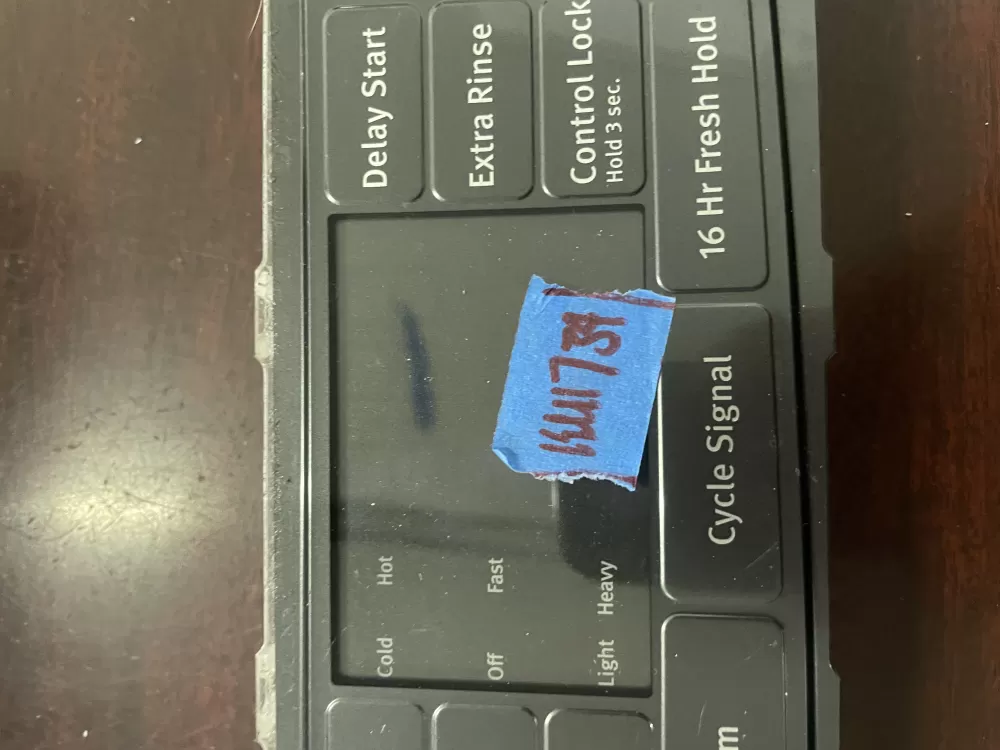 Delay Start
Extra Rinse
Control Lock
Hold 3 sec.
16 Hr Fresh Hold
Cold Hot
Off Fast
Light Heavy
Cycle Signal
m